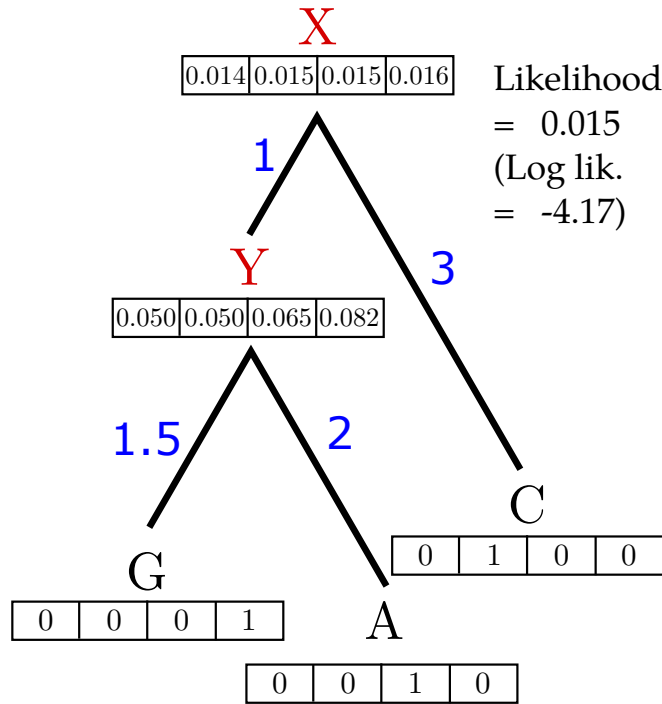 X
0.014 0.015 0.015 0.016
Likelihood
= 0.015
(Log lik.
= -4.17)
1
Y
3
0.050 0.050 0.065 0.082
1.5
2
C
0 1 0 0
G
0 0 0 1
A
0 0 1 0